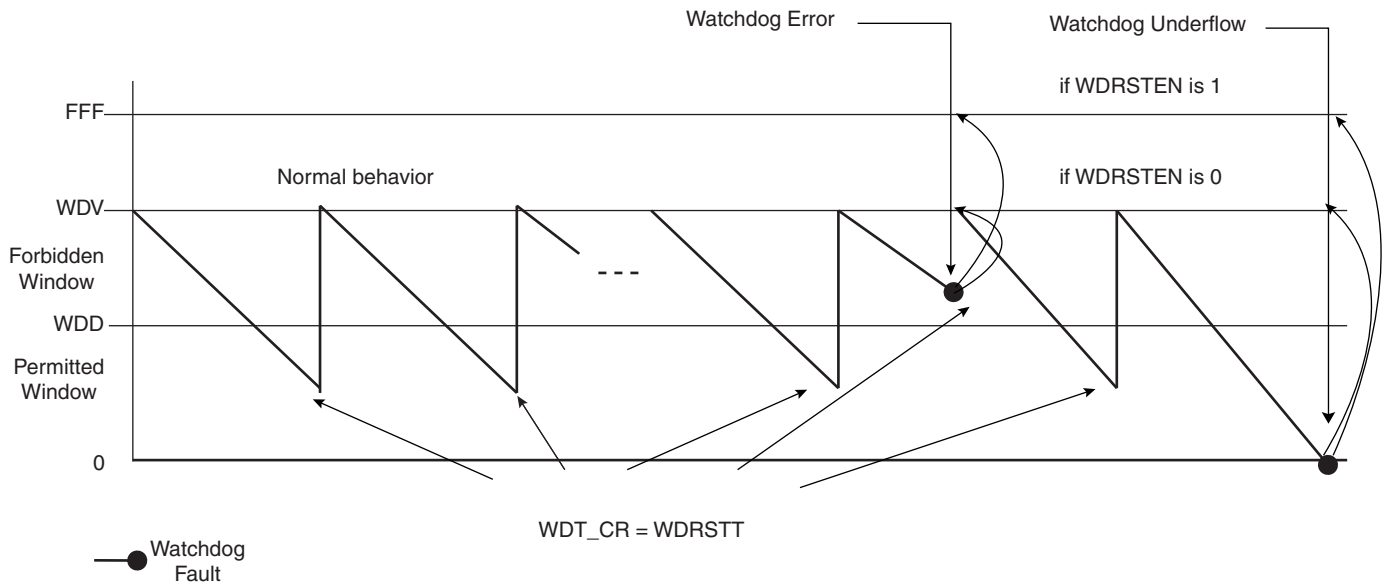 Watchdog Error
Watchdog Underflow
if WDRSTEN is 1
FFF
Normal behavior
if WDRSTEN is 0
WDV
Forbidden
Window
WDD
Permitted
Window
0
WDT_CR = WDRSTT
Watchdog
Fault